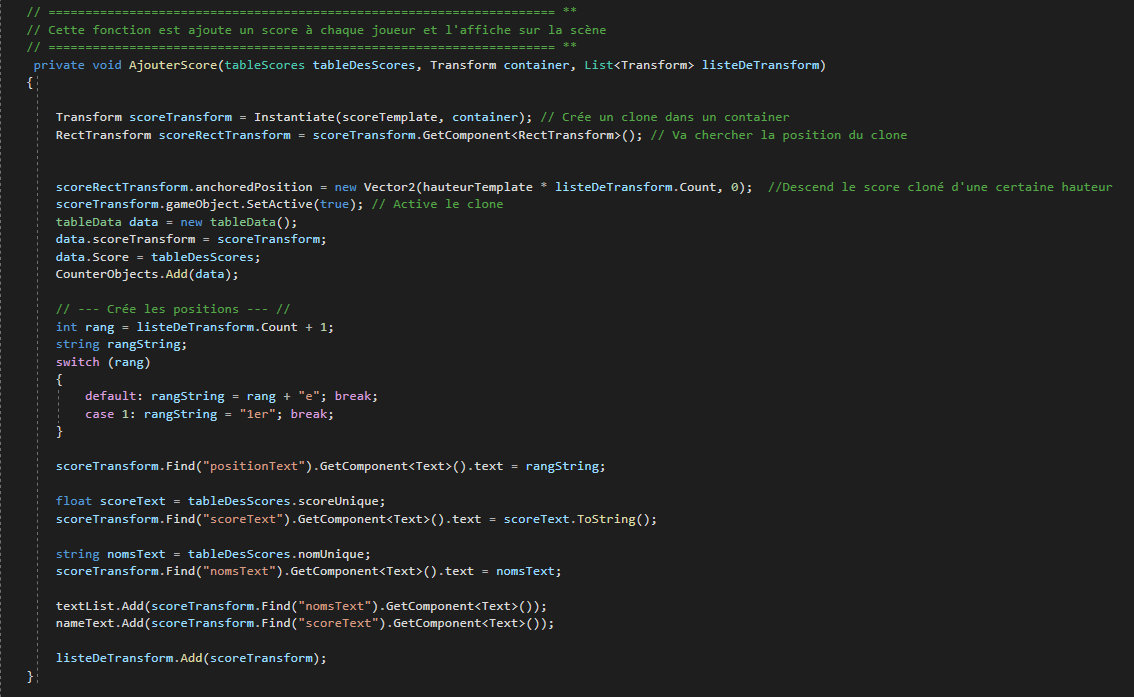 // ===================================================================== **
// Cette fonction est ajoute un score à chaque joueur et l'affiche sur la scène
// ===================================================================== **
private void AjouterScore(tableScores tableDesScores, Transform container, List<Transform> listeDeTransform)
{
Transform scoreTransform = Instantiate(scoreTemplate, container); // Crée un clone dans un container
RectTransform scoreRectTransform = scoreTransform.GetComponent<RectTransform>(); // Va chercher la position du clone
scoreRectTransform.anchoredPosition = new Vector2(hauteurTemplate * listeDeTransform.Count, 0); //Descend le score cloné d'une certaine hauteur
scoreTransform.gameObject.SetActive(true); // Active le clone
tableData data = new tableData();
data.scoreTransform = scoreTransform;
data.Score = tableDesScores;
CounterObjects.Add(data);
// --- Crée les positions --- //
int rang = listeDeTransform.Count + 1;
string rangString;
switch (rang)
{
default: rangString = rang + "e"; break;
case 1: rangString = "1er"; break;
}
scoreTransform.Find("positionText").GetComponent<Text>().text = rangString;
float scoreText = tableDesScores.scoreUnique;
scoreTransform.Find("scoreText").GetComponent<Text>().text = scoreText.ToString();
string nomsText = tableDesScores.nomUnique;
scoreTransform.Find("nomsText").GetComponent<Text>().text = nomsText;
textList.Add(scoreTransform.Find("nomsText").GetComponent<Text>());
nameText.Add(scoreTransform.Find("scoreText").GetComponent<Text>());
listeDeTransform.Add(scoreTransform);
}